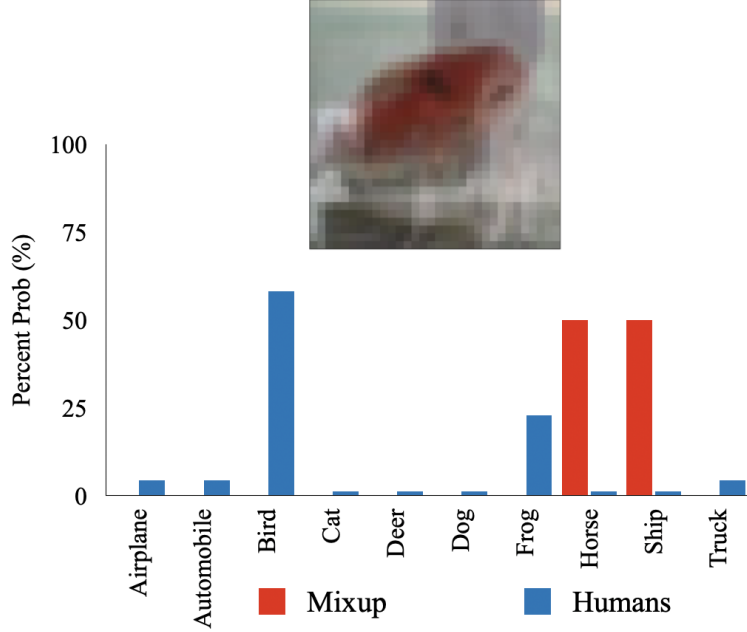 100
75
50
25
0
Percent Prob (%)
Airplane
Automobile
Bird
Cat
Deer
Dog
Frog
Horse
Ship
Truck
Mixup
Humans